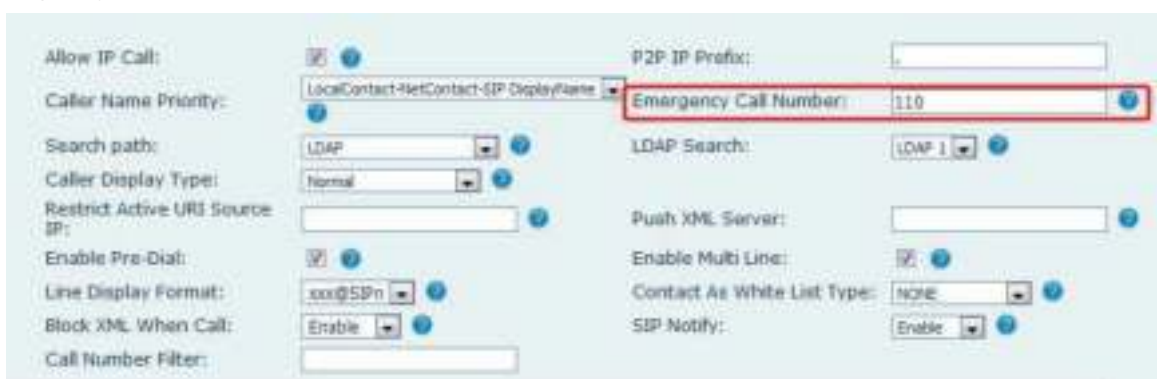 Allow IP Call: P2P IP Prefix: .
Caller Name Priority: LocalContact-NetContact-SIP DisplayName Emergency Call Number: 110
Search path: LDAP LDAP Search: LDAP 1
Caller Display Type: Normal
Restrict Active URI Source
IP: Push XML Server:
Enable Pre-Dial: Enable Multi Line:
Line Display Format: xxx@SIPn Contact As White List Type: NONE
Block XML When Call: Enable SIP Notify: Enable
Call Number Filter: